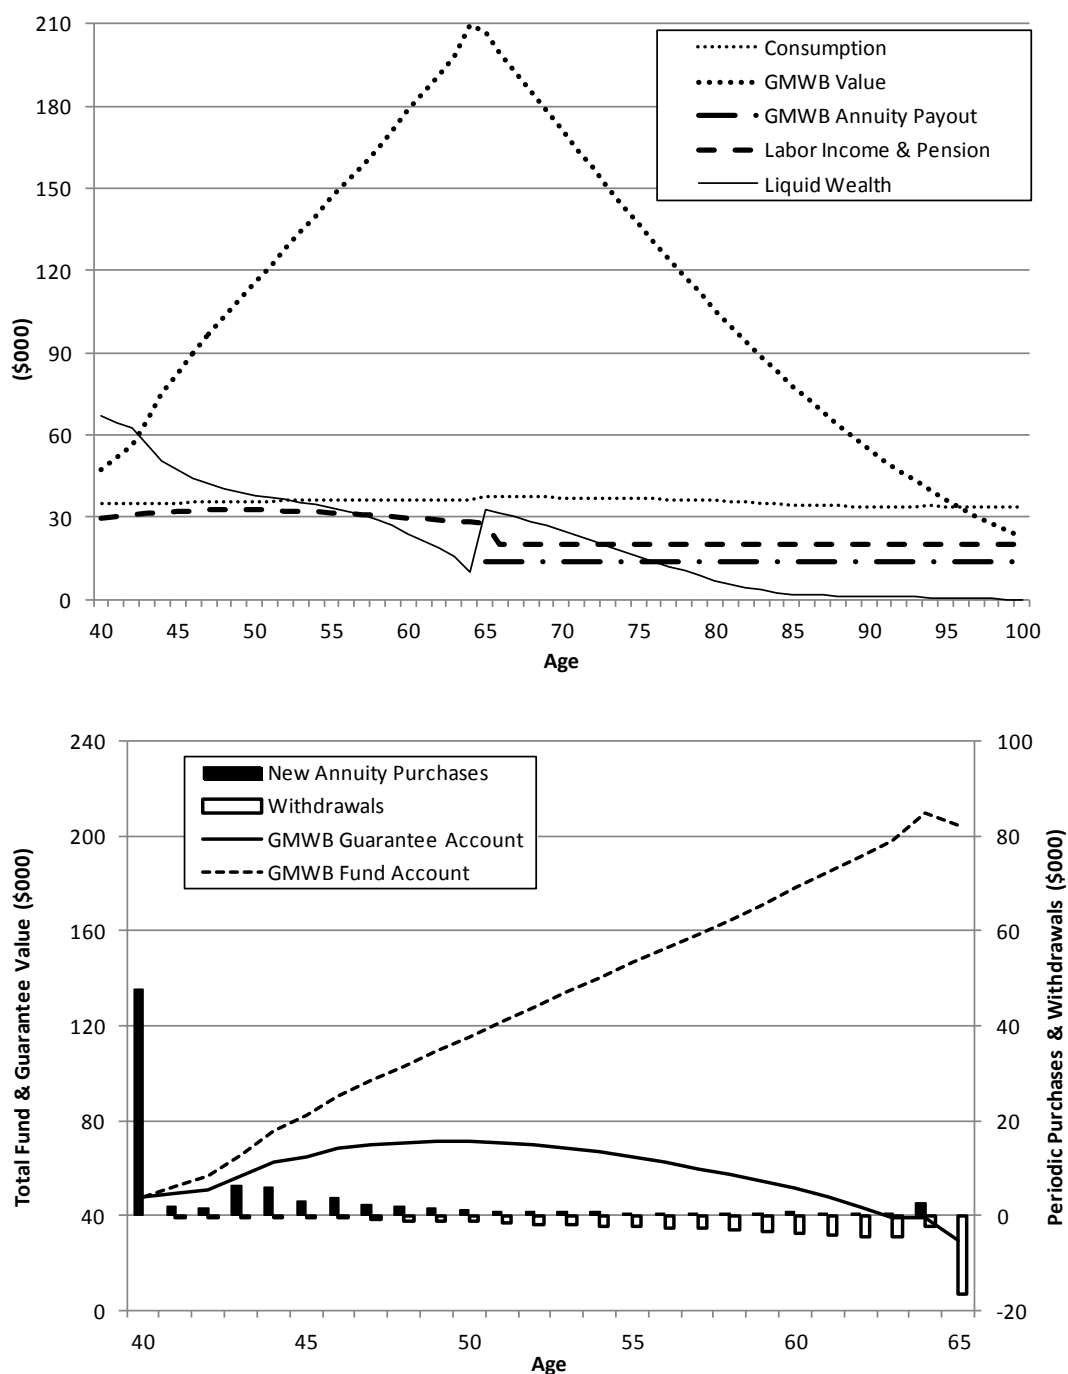 210
180
150
120
90
60
30
0
($000)
Consumption
GMWB Value
GMWB Annuity Payout
Labor Income & Pension
Liquid Wealth
40 45 50 55 60 65 70 75 80 85 90 95 100
Age
240
200
160
120
80
40
0
Total Fund & Guarantee Value ($000)
New Annuity Purchases
Withdrawals
GMWB Guarantee Account
GMWB Fund Account
100
80
60
40
20
0
-20
Periodic Purchases & Withdrawals ($000)
40 45 50 55 60 65
Age